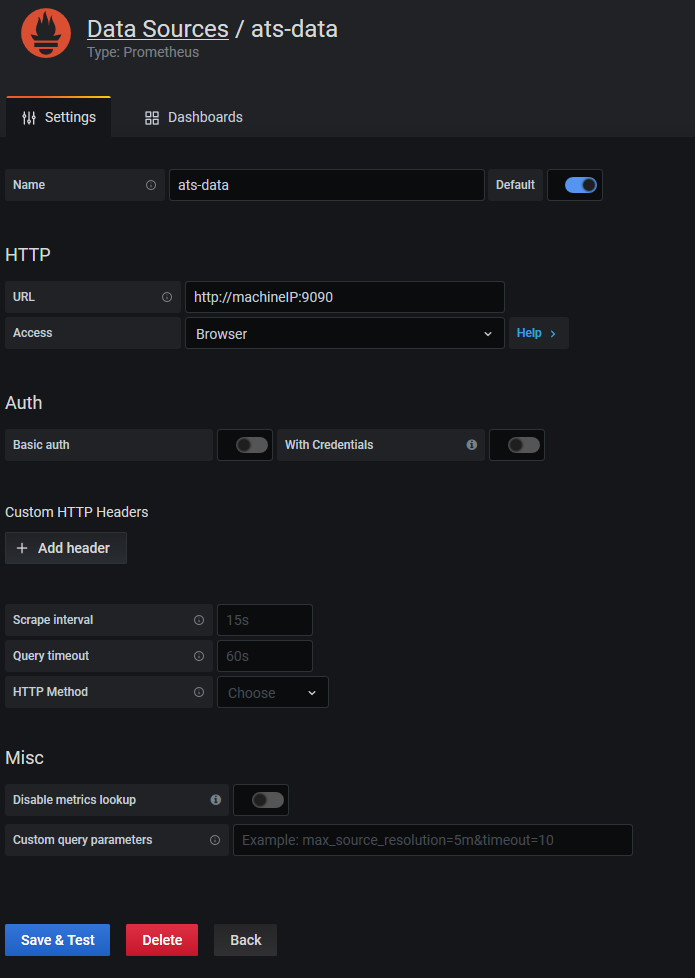 Data Sources / ats-data
Type: Prometheus
Settings Dashboards
Name ats-data Default
HTTP
URL http://machineIP:9090
Access Browser Help >
Auth
Basic auth With Credentials
Custom HTTP Headers
+ Add header
Scrape interval 15s
Query timeout 60s
HTTP Method Choose
Misc
Disable metrics lookup
Custom query parameters Example: max_source_resolution=5m&timeout=10
Save & Test Delete Back